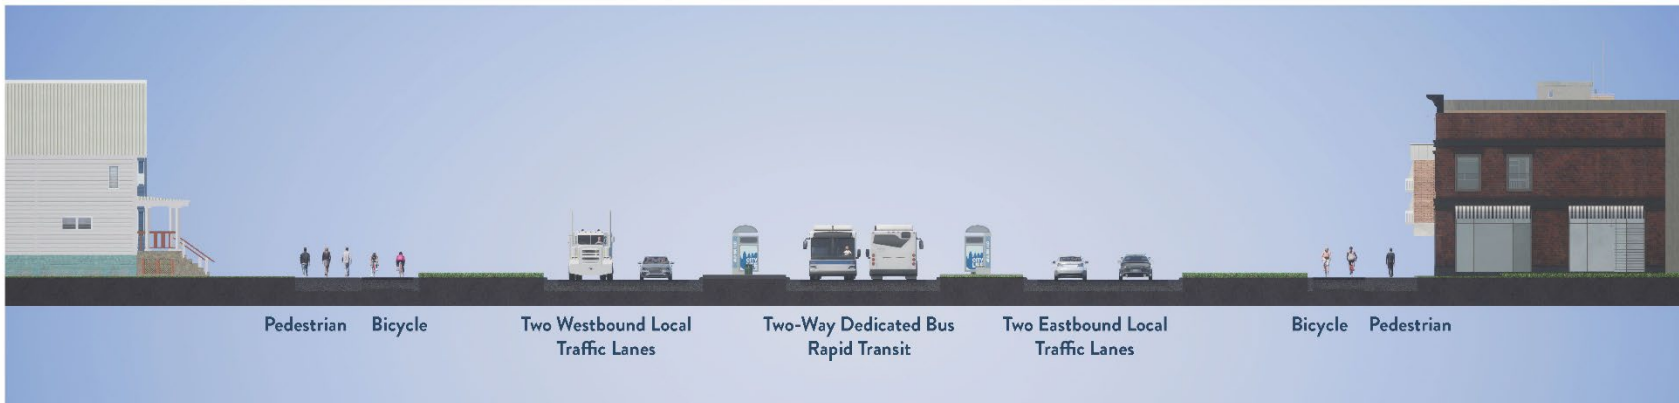 Pedestrian
Bicycle
Two Westbound Local
Traffic Lanes
Two-Way Dedicated Bus
Rapid Transit
Two Eastbound Local
Traffic Lanes
Bicycle
Pedestrian